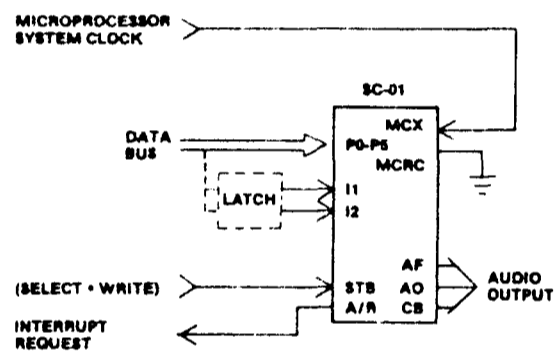 MICROPROCESSOR
SYSTEM CLOCK
SC-01
MCX
DATA
BUS
P0-P5
MCRC
LATCH
I1
I2
AF
(SELECT • WRITE)
STB
AO
AUDIO
OUTPUT
A/R
CB
INTERRUPT
REQUEST